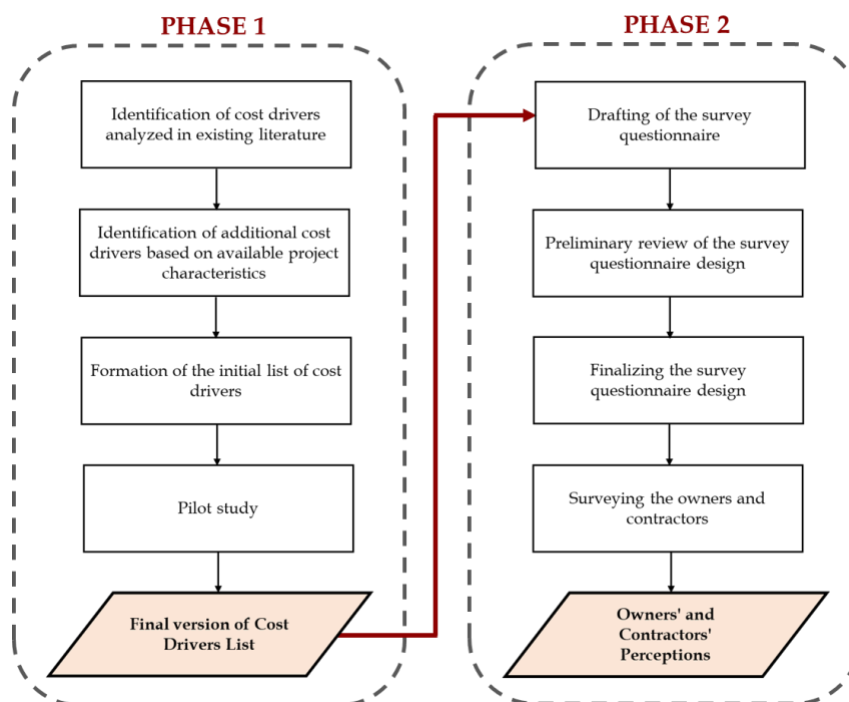 PHASE 1
Identification of cost drivers
analyzed in existing literature
Identification of additional cost
drivers based on available project
characteristics
Formation of the initial list of cost
drivers
Pilot study
Final version of Cost
Drivers List
PHASE 2
Drafting of the survey
questionnaire
Preliminary review of the survey
questionnaire design
Finalizing the survey
questionnaire design
Surveying the owners and
contractors
Owners' and
Contractors'
Perceptions